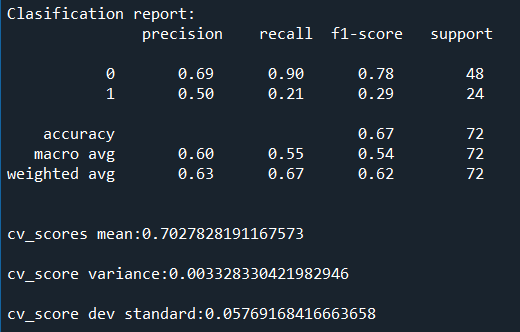 Clasification report:
precision recall f1-score support
0 0.69 0.90 0.78 48
1 0.50 0.21 0.29 24
accuracy 0.67 72
macro avg 0.60 0.55 0.54 72
weighted avg 0.63 0.67 0.62 72
cv_scores mean:0.7027828191167573
cv_score variance:0.003328330421982946
cv_score dev standard:0.05769168416663658